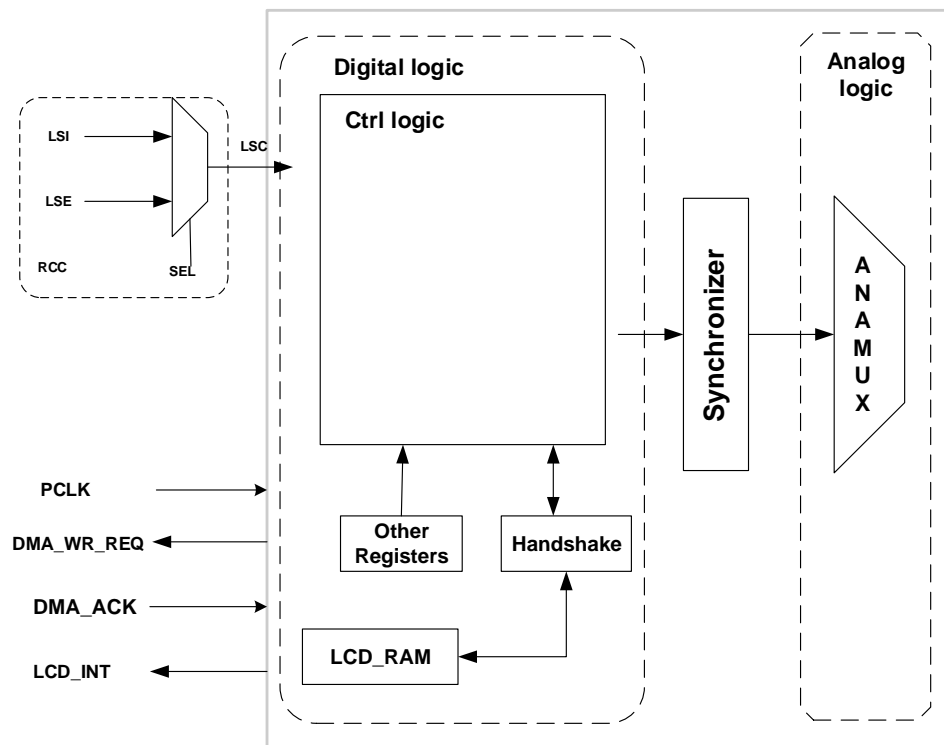 Digital logic
Analog
logic
Ctrl logic
LSI
LSC
LSE
RCC
SEL
Synchronizer
A
N
A
M
U
X
PCLK
DMA_WR_REQ
Other
Registers
Handshake
DMA_ACK
LCD_RAM
LCD_INT